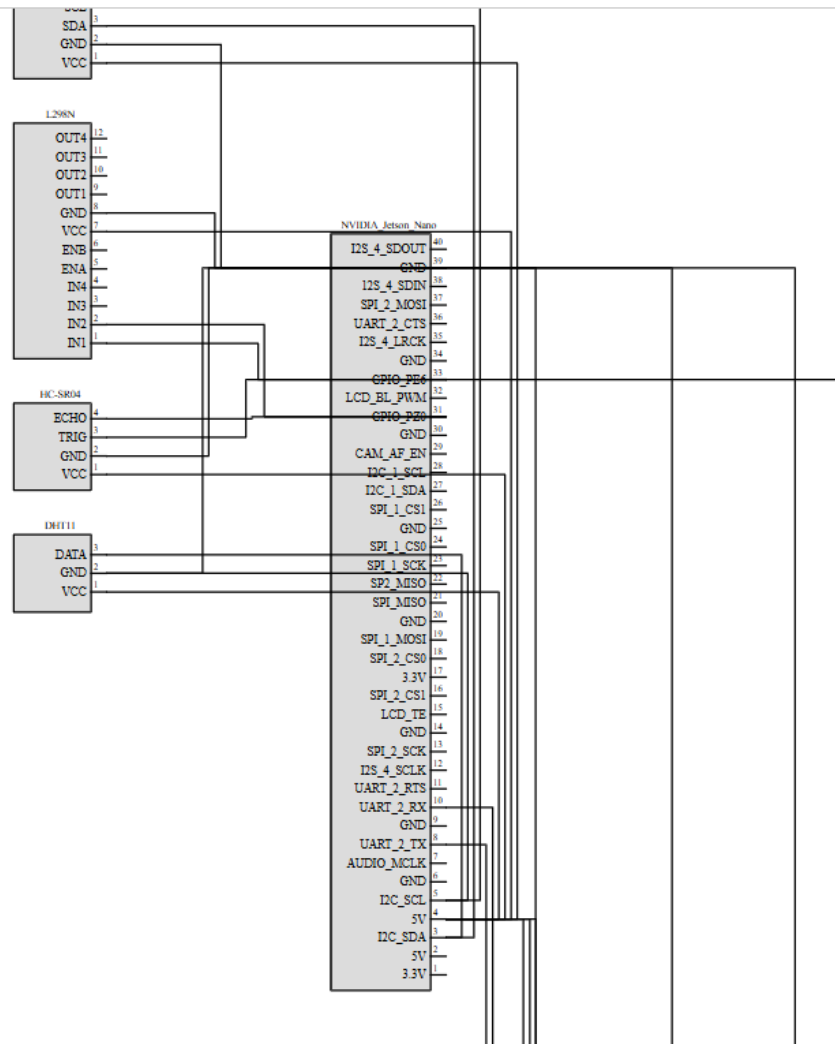 SDA 3
GND 2
VCC 1
L298N
OUT4 12
OUT3 11
OUT2 10
OUT1 9
GND 8
VCC 7
ENB 6
ENA 5
IN4 4
IN3 3
IN2 2
IN1 1
HC-SR04
ECHO 4
TRIG 3
GND 2
VCC 1
DHT11
DATA 3
GND 2
VCC 1
NVIDIA_Jetson_Nano
I2S_4_SDOUT 40
GND 39
12S_4_SDIN 38
SPI_2_MOSI 37
UART_2_CTS 36
I2S_4_LRCK 35
GND 34
GPIO_PE6 33
LCD_BL_PWM 32
GPIO_PZ0 31
GND 30
CAM_AF_EN 29
I2C_1_SCL 28
I2C_1_SDA 27
SPI_1_CS1 26
GND 25
SPI_1_CS0 24
SPI_1_SCK 23
SP2_MISO 22
SPI_MISO 21
GND 20
SPI_1_MOSI 19
SPI_2_CS0 18
3.3V 17
SPI_2_CS1 16
LCD_TE 15
GND 14
SPI_2_SCK 13
I2S_4_SCLK 12
UART_2_RTS 11
UART_2_RX 10
GND 9
UART_2_TX 8
AUDIO_MCLK 7
GND 6
I2C_SCL 5
5V 4
I2C_SDA 3
5V 2
3.3V 1